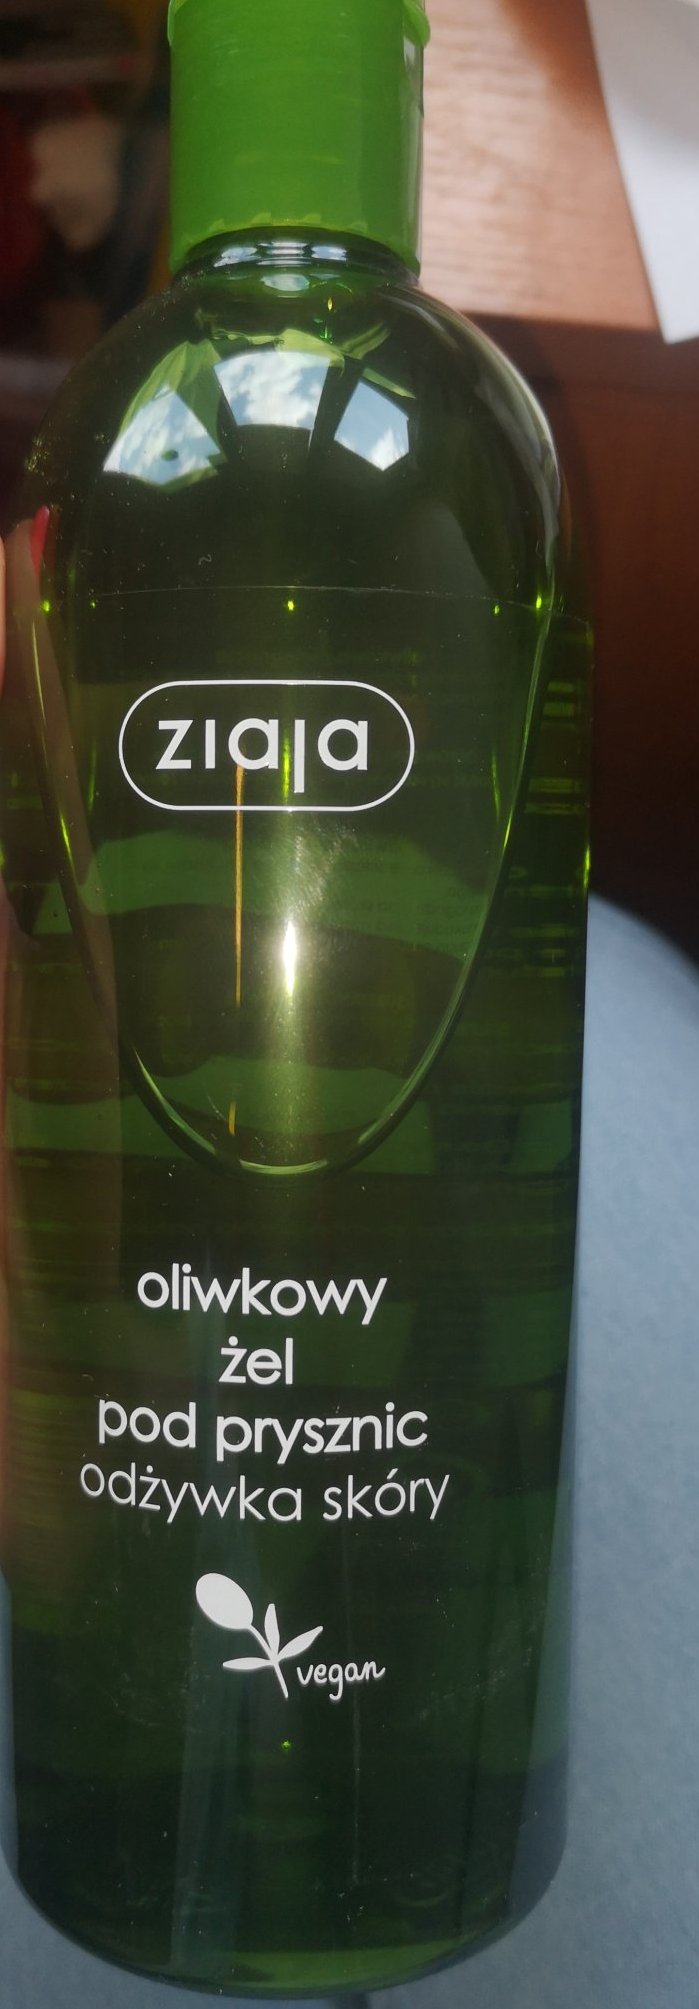 ziaja
oliwkowy
żel
pod prysznic
odżywka skóry
vegan